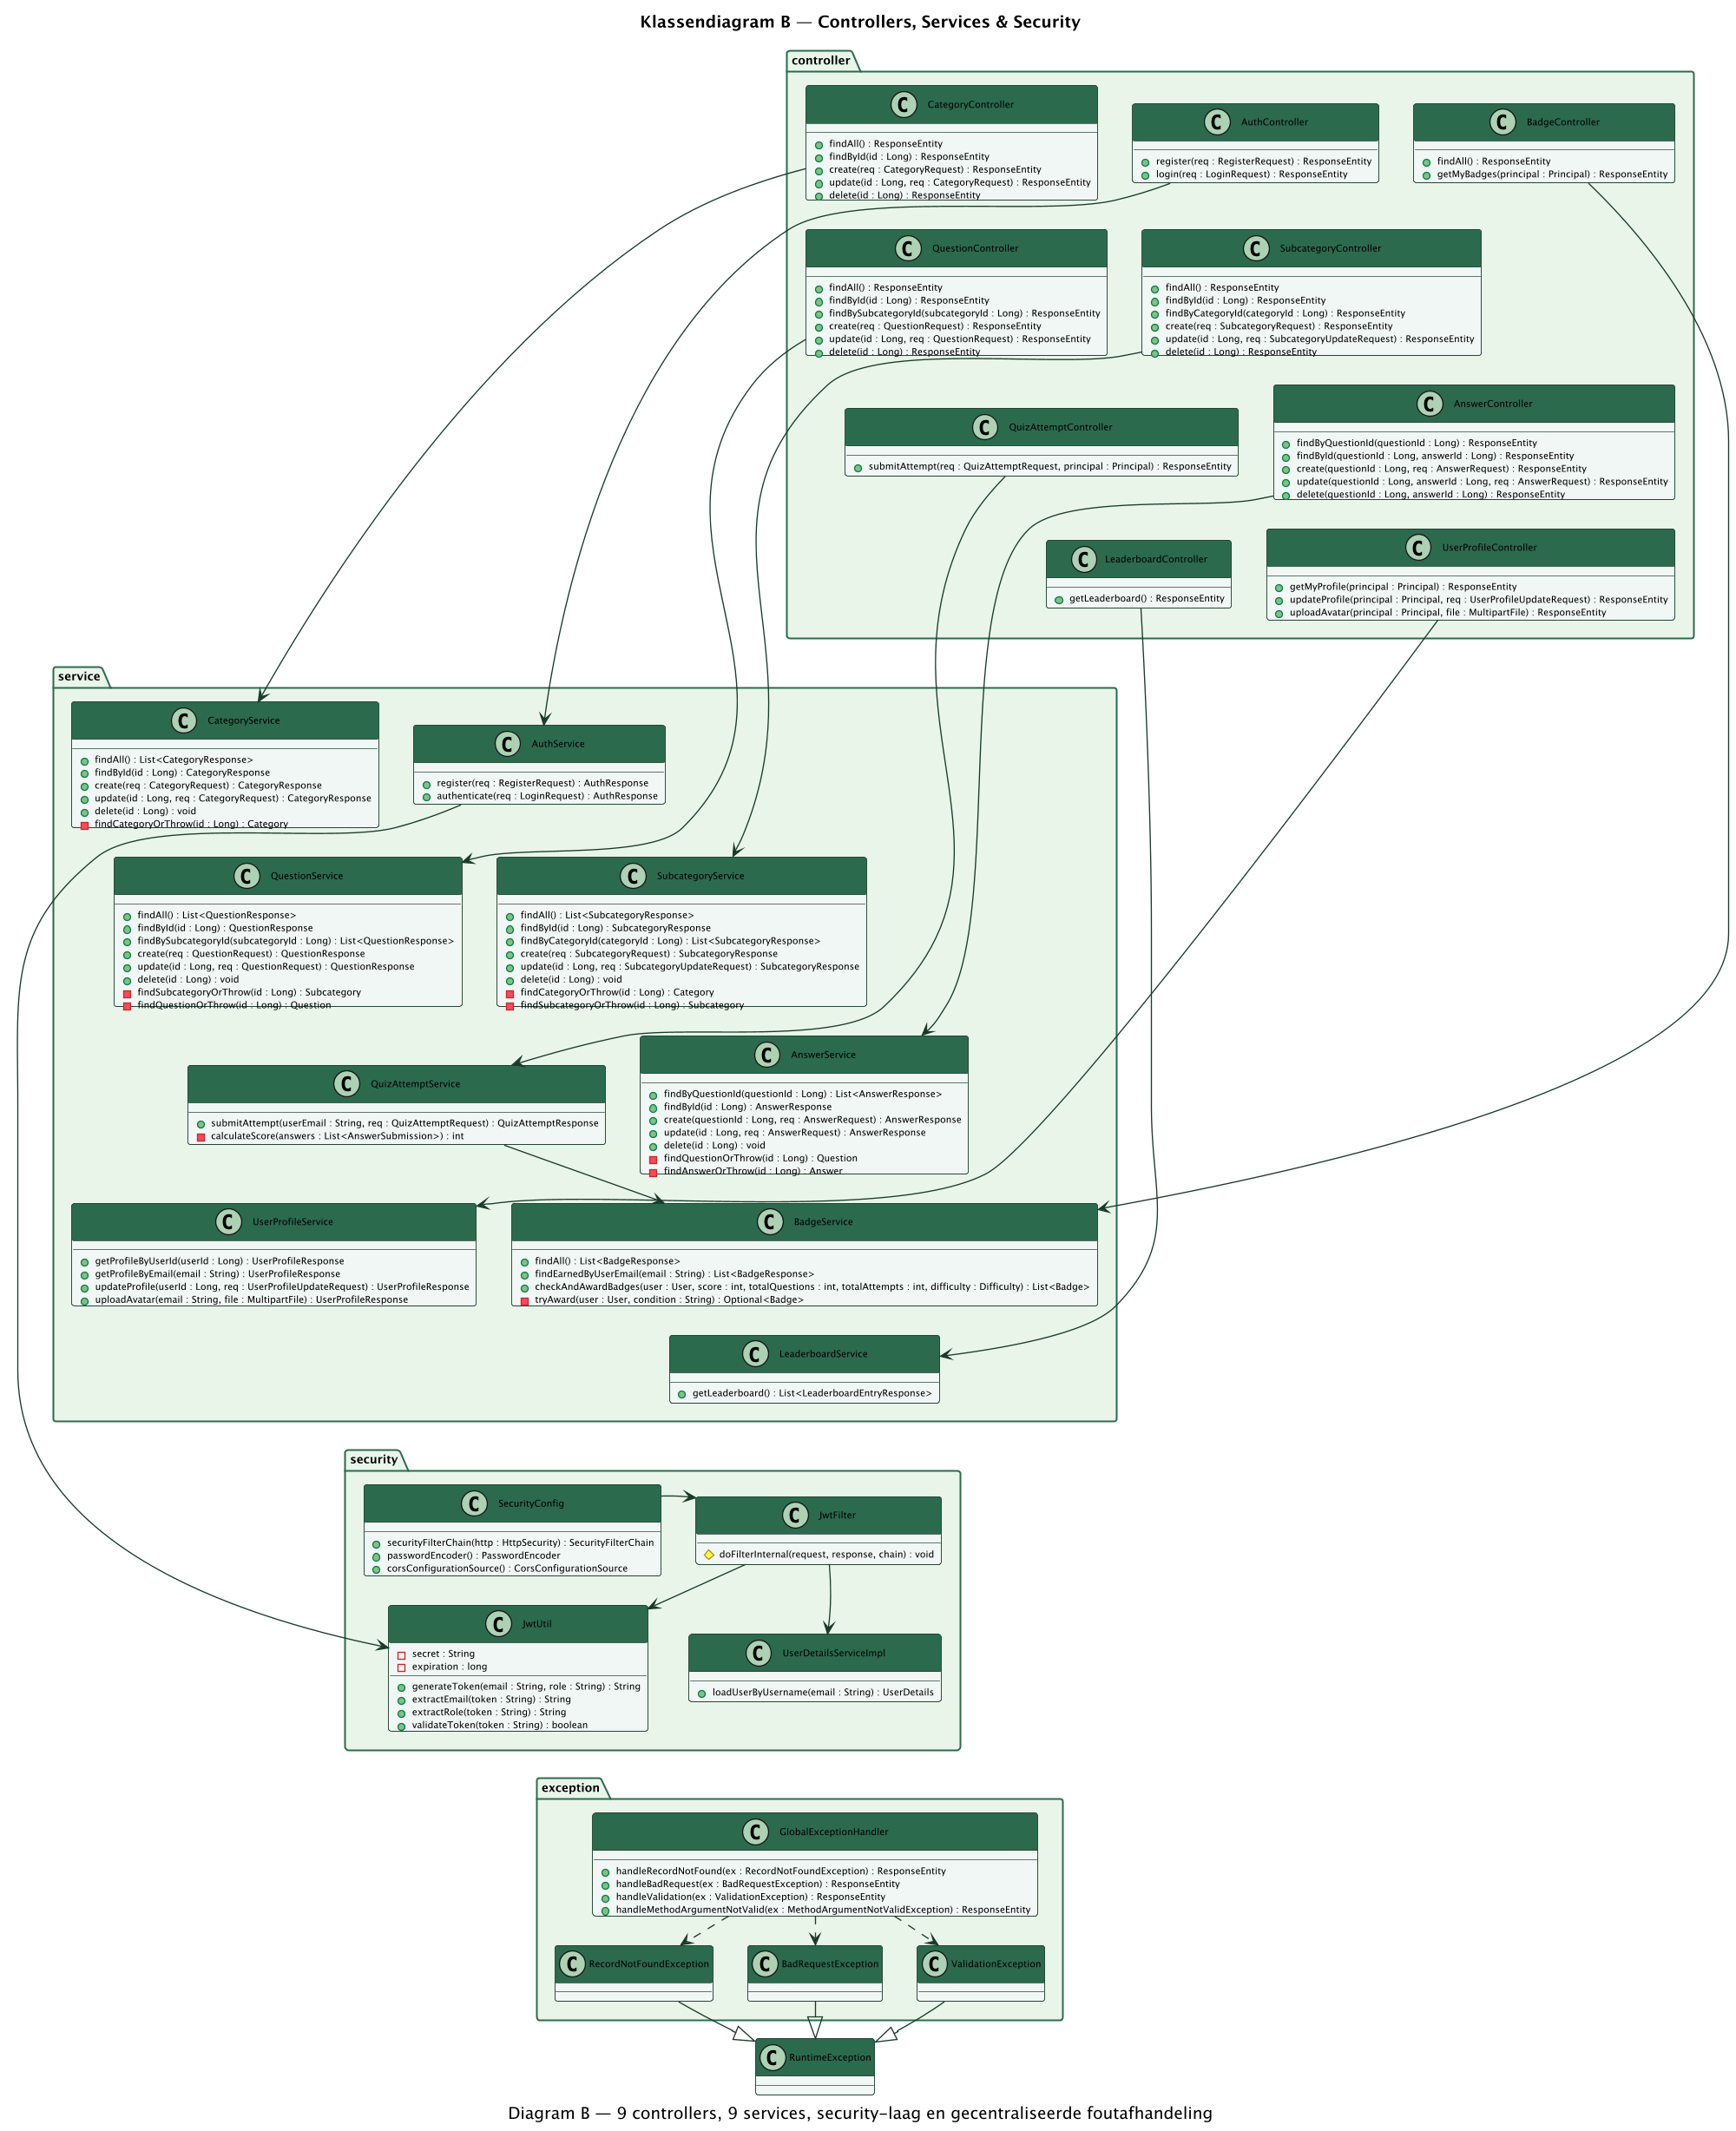 Klassendiagram B — Controllers, Services & Security
controller
C CategoryController
findAll() : ResponseEntity
findById(id : Long) : ResponseEntity
create(req : CategoryRequest) : ResponseEntity
update(id : Long, req : CategoryRequest) : ResponseEntity
delete(id : Long) : ResponseEntity
C AuthController
register(req : RegisterRequest) : ResponseEntity
login(req : LoginRequest) : ResponseEntity
C BadgeController
findAll() : ResponseEntity
getMyBadges(principal : Principal) : ResponseEntity
C QuestionController
findAll() : ResponseEntity
findById(id : Long) : ResponseEntity
findBySubcategoryId(subcategoryId : Long) : ResponseEntity
create(req : QuestionRequest) : ResponseEntity
update(id : Long, req : QuestionRequest) : ResponseEntity
delete(id : Long) : ResponseEntity
C SubcategoryController
findAll() : ResponseEntity
findById(id : Long) : ResponseEntity
findByCategoryId(categoryId : Long) : ResponseEntity
create(req : SubcategoryRequest) : ResponseEntity
update(id : Long, req : SubcategoryUpdateRequest) : ResponseEntity
delete(id : Long) : ResponseEntity
C QuizAttemptController
submitAttempt(req : QuizAttemptRequest, principal : Principal) : ResponseEntity
C AnswerController
findByQuestionId(questionId : Long) : ResponseEntity
findById(questionId : Long, answerId : Long) : ResponseEntity
create(questionId : Long, req : AnswerRequest) : ResponseEntity
update(questionId : Long, answerId : Long, req : AnswerRequest) : ResponseEntity
delete(questionId : Long, answerId : Long) : ResponseEntity
C LeaderboardController
getLeaderboard() : ResponseEntity
C UserProfileController
getMyProfile(principal : Principal) : ResponseEntity
updateProfile(principal : Principal, req : UserProfileUpdateRequest) : ResponseEntity
uploadAvatar(principal : Principal, file : MultipartFile) : ResponseEntity
service
C CategoryService
findAll() : List<CategoryResponse>
findById(id : Long) : CategoryResponse
create(req : CategoryRequest) : CategoryResponse
update(id : Long, req : CategoryRequest) : CategoryResponse
delete(id : Long) : void
findCategoryOrThrow(id : Long) : Category
C AuthService
register(req : RegisterRequest) : AuthResponse
authenticate(req : LoginRequest) : AuthResponse
C QuestionService
findAll() : List<QuestionResponse>
findById(id : Long) : QuestionResponse
findBySubcategoryId(subcategoryId : Long) : List<QuestionResponse>
create(req : QuestionRequest) : QuestionResponse
update(id : Long, req : QuestionRequest) : QuestionResponse
delete(id : Long) : void
findSubcategoryOrThrow(id : Long) : Subcategory
findQuestionOrThrow(id : Long) : Question
C SubcategoryService
findAll() : List<SubcategoryResponse>
findById(id : Long) : SubcategoryResponse
findByCategoryId(categoryId : Long) : List<SubcategoryResponse>
create(req : SubcategoryRequest) : SubcategoryResponse
update(id : Long, req : SubcategoryUpdateRequest) : SubcategoryResponse
delete(id : Long) : void
findCategoryOrThrow(id : Long) : Category
findSubcategoryOrThrow(id : Long) : Subcategory
C QuizAttemptService
submitAttempt(userEmail : String, req : QuizAttemptRequest) : QuizAttemptResponse
calculateScore(answers : List<AnswerSubmission>) : int
C AnswerService
findByQuestionId(questionId : Long) : List<AnswerResponse>
findById(id : Long) : AnswerResponse
create(questionId : Long, req : AnswerRequest) : AnswerResponse
update(id : Long, req : AnswerRequest) : AnswerResponse
delete(id : Long) : void
findQuestionOrThrow(id : Long) : Question
findAnswerOrThrow(id : Long) : Answer
C UserProfileService
getProfileByUserId(userId : Long) : UserProfileResponse
getProfileByEmail(email : String) : UserProfileResponse
updateProfile(userId : Long, req : UserProfileUpdateRequest) : UserProfileResponse
uploadAvatar(email : String, file : MultipartFile) : UserProfileResponse
C BadgeService
findAll() : List<BadgeResponse>
findEarnedByUserEmail(email : String) : List<BadgeResponse>
checkAndAwardBadges(user : User, score : int, totalQuestions : int, totalAttempts : int, difficulty : Difficulty) : List<Badge>
tryAward(user : User, condition : String) : Optional<Badge>
C LeaderboardService
getLeaderboard() : List<LeaderboardEntryResponse>
security
C SecurityConfig
securityFilterChain(http : HttpSecurity) : SecurityFilterChain
passwordEncoder() : PasswordEncoder
corsConfigurationSource() : CorsConfigurationSource
C JwtFilter
doFilterInternal(request, response, chain) : void
C JwtUtil
secret : String
expiration : long
generateToken(email : String, role : String) : String
extractEmail(token : String) : String
extractRole(token : String) : String
validateToken(token : String) : boolean
C UserDetailsServiceImpl
loadUserByUsername(email : String) : UserDetails
exception
C GlobalExceptionHandler
handleRecordNotFound(ex : RecordNotFoundException) : ResponseEntity
handleBadRequest(ex : BadRequestException) : ResponseEntity
handleValidation(ex : ValidationException) : ResponseEntity
handleMethodArgumentNotValid(ex : MethodArgumentNotValidException) : ResponseEntity
C RecordNotFoundException
C BadRequestException
C ValidationException
C RuntimeException
Diagram B — 9 controllers, 9 services, security-laag en gecentraliseerde foutafhandeling